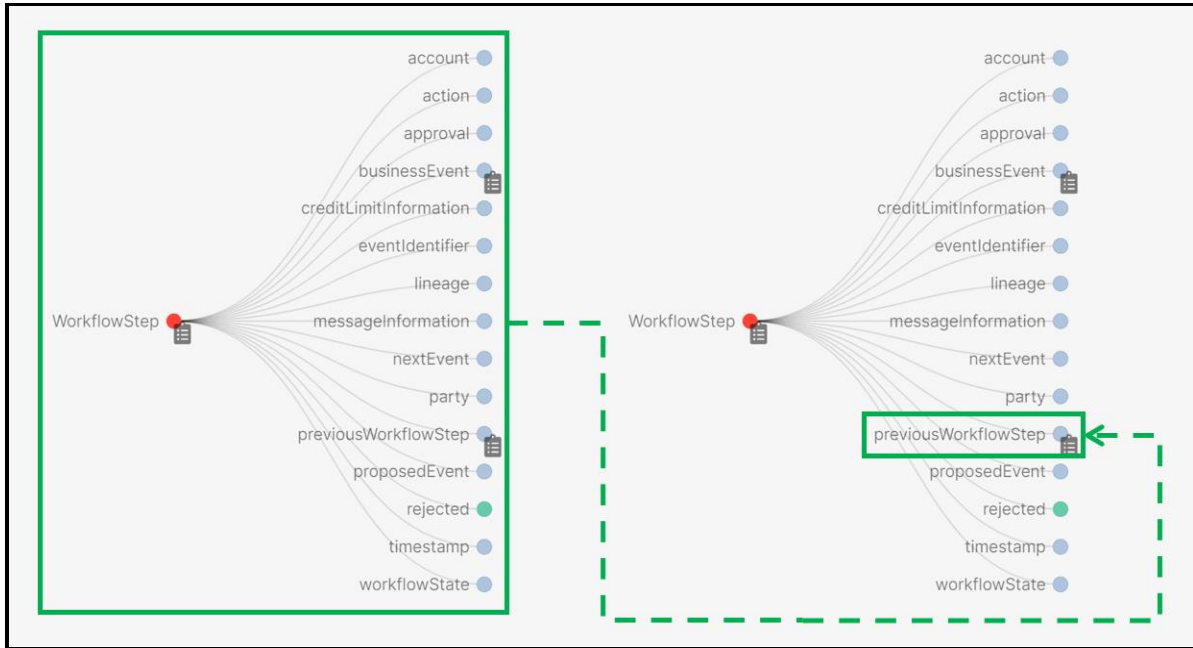 account
action
approval
businessEvent
creditLimitInformation
eventIdentifier
lineage
WorkflowStep
messageInformation
nextEvent
party
previousWorkflowStep
proposedEvent
rejected
timestamp
workflowState
account
action
approval
businessEvent
creditLimitInformation
eventIdentifier
lineage
WorkflowStep
messageInformation
nextEvent
party
previousWorkflowStep
proposedEvent
rejected
timestamp
workflowState